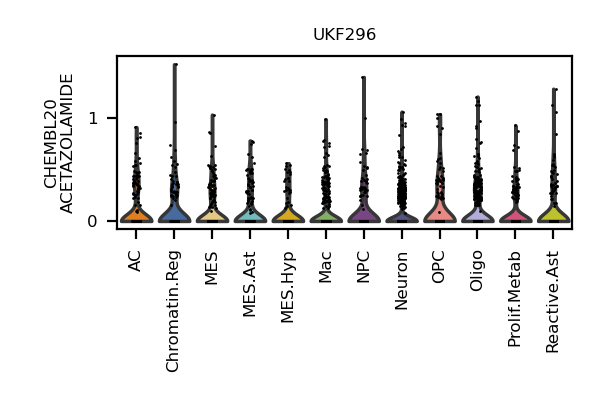 UKF296
CHEMBL20
ACETAZOLAMIDE
1
0
AC
Chromatin.Reg
MES
MES.Ast
MES.Hyp
Mac
NPC
Neuron
OPC
Oligo
Prolif.Metab
Reactive.Ast